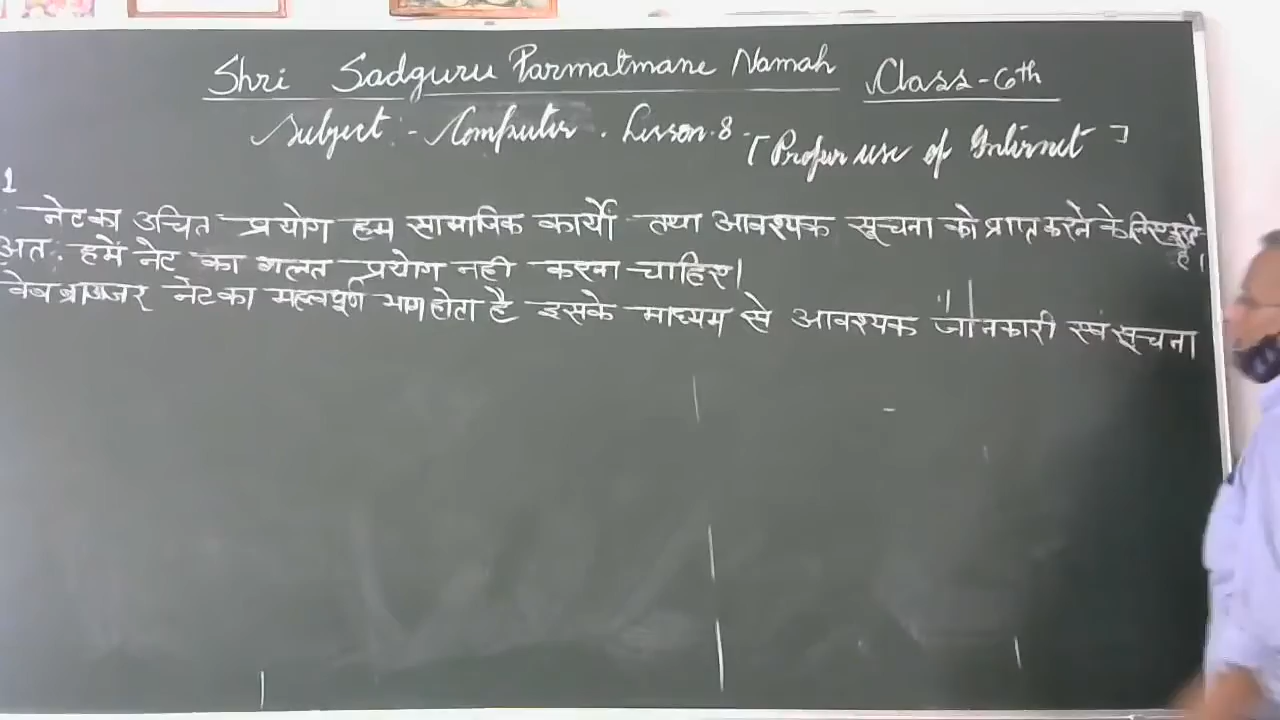 Shri Sadguru Parmatmane Namah Class-6th
Subject:- Computer. Lesson.8.
[Proper use of Internet]
1
नेट का उचित प्रयोग हम सामाजिक कार्यों तथा आवश्यक सूचना को प्राप्त करने के लिए करते है।
अत: हमें नेट का गलत प्रयोग नही करना चाहिए।
वेब ब्राउजर नेट का महत्वपूर्ण भाग होता है इसके माध्यम से आवश्यक जानकारी एवं सूचना